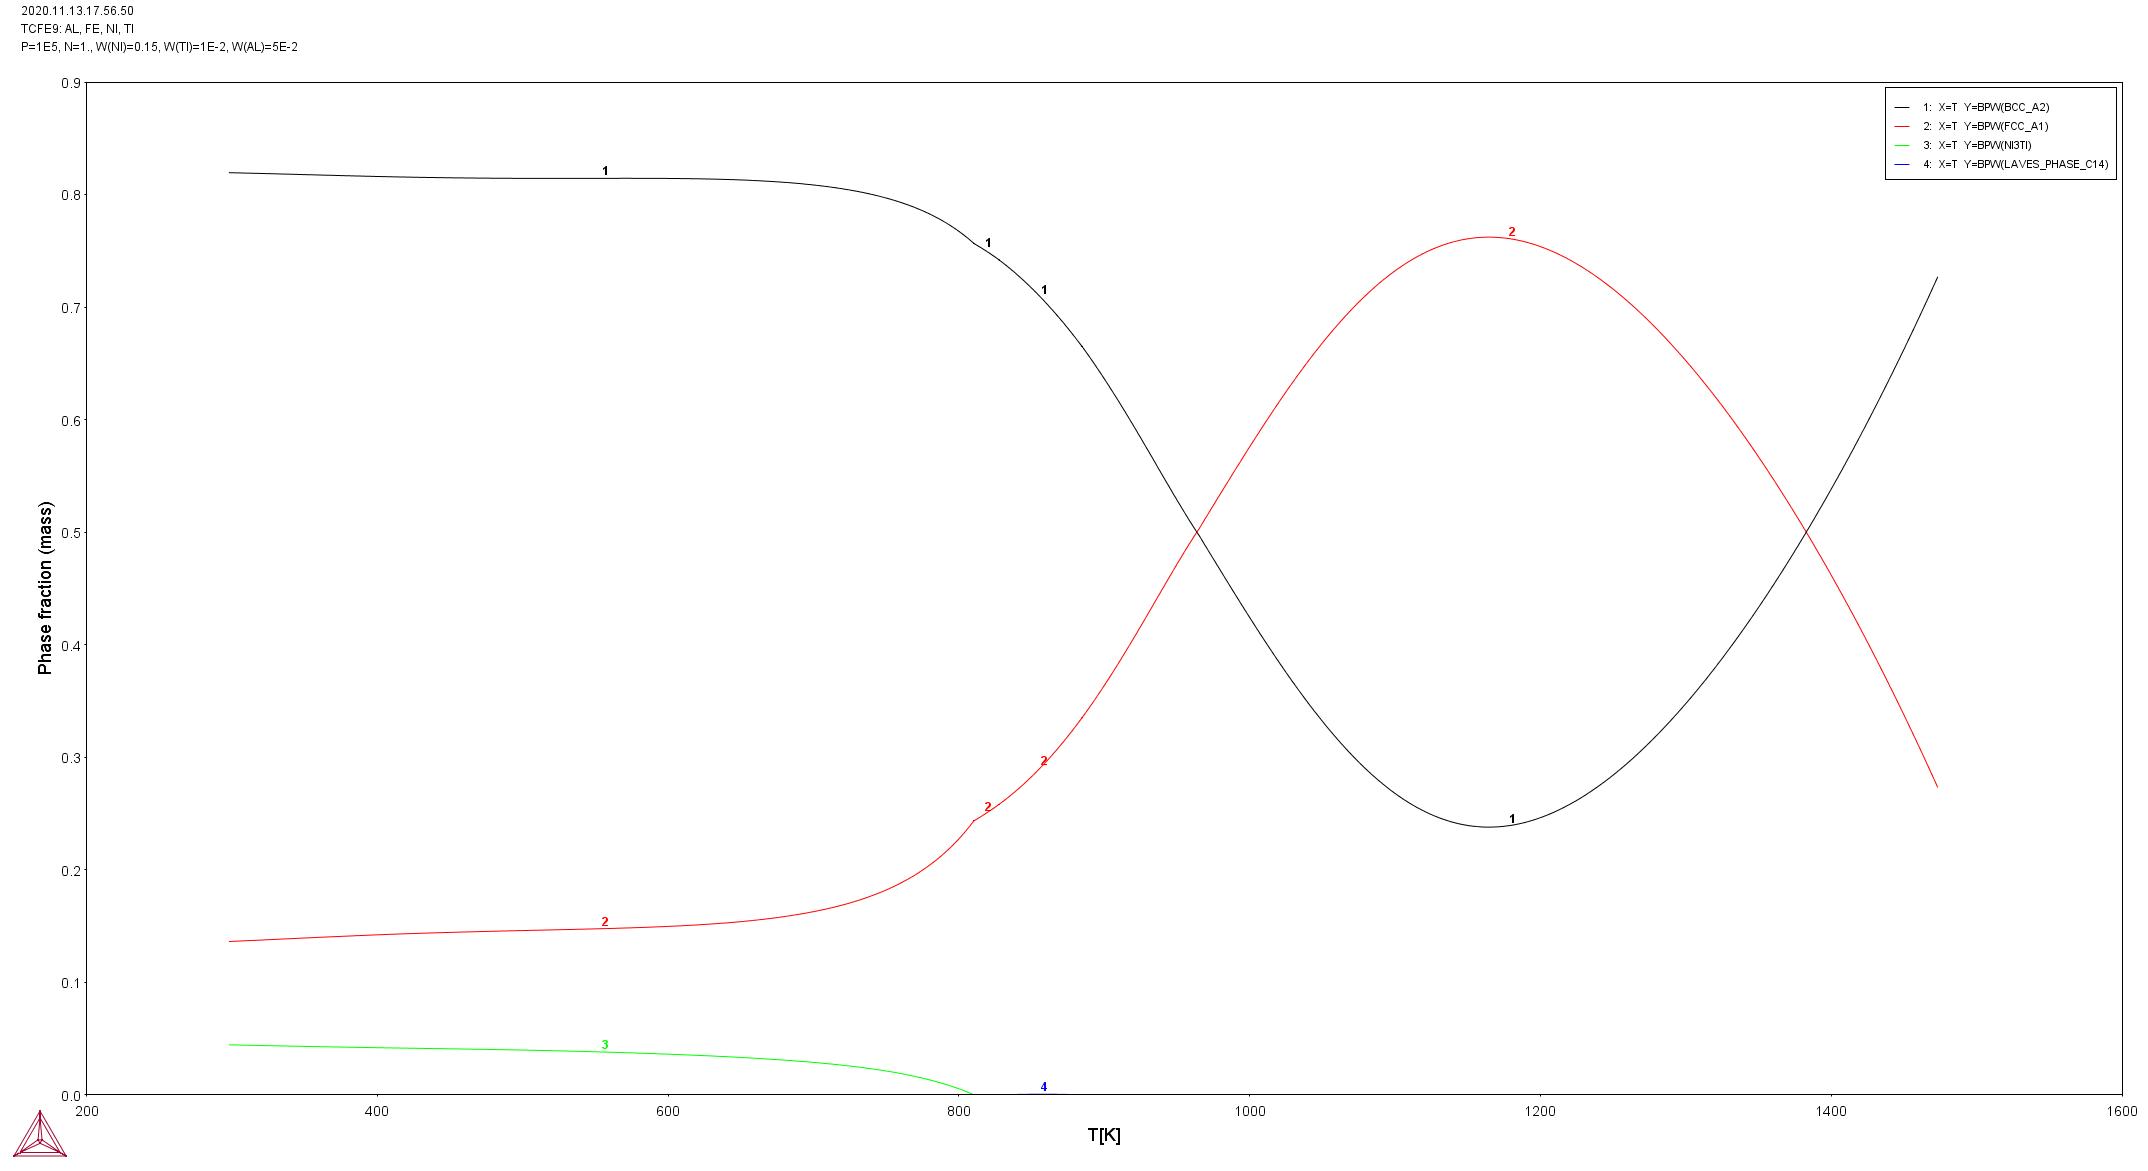 2020.11.13.17.56.50
TCFE9: AL, FE, NI, TI
P=1E5, N=1., W(NI)=0.15, W(TI)=1E-2, W(AL)=5E-2
0.9
1: X=T Y=BPW(BCC_A2)
2: X=T Y=BPW(FCC_A1)
3: X=T Y=BPW(NI3TI)
4: X=T Y=BPW(LAVES_PHASE_C14)
0.8
0.7
0.6
0.5
0.4
0.3
0.2
0.1
0.0
Phase fraction (mass)
1
1
1
2
2
2
2
1
3
4
200 400 600 800 1000 1200 1400 1600
T[K]